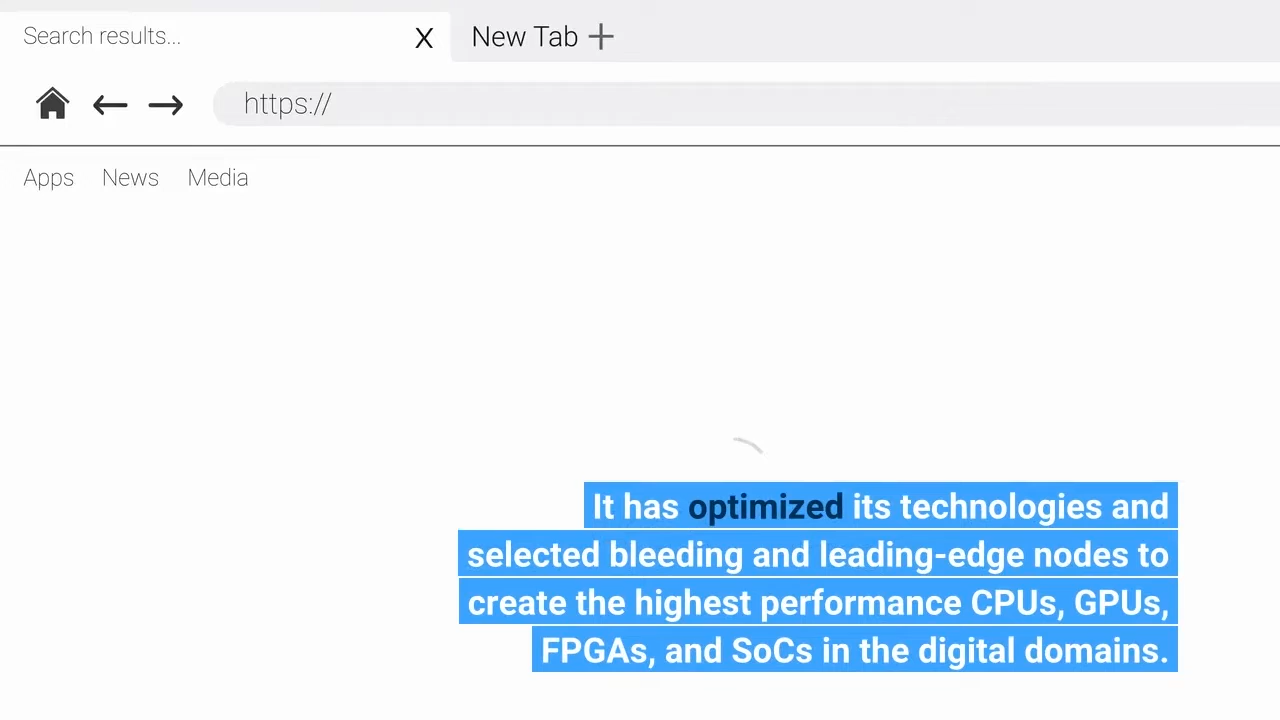 Search results...
X
New Tab +
https://
Apps News Media
It has optimized its technologies and
selected bleeding and leading-edge nodes to
create the highest performance CPUs, GPUs,
FPGAs, and SoCs in the digital domains.